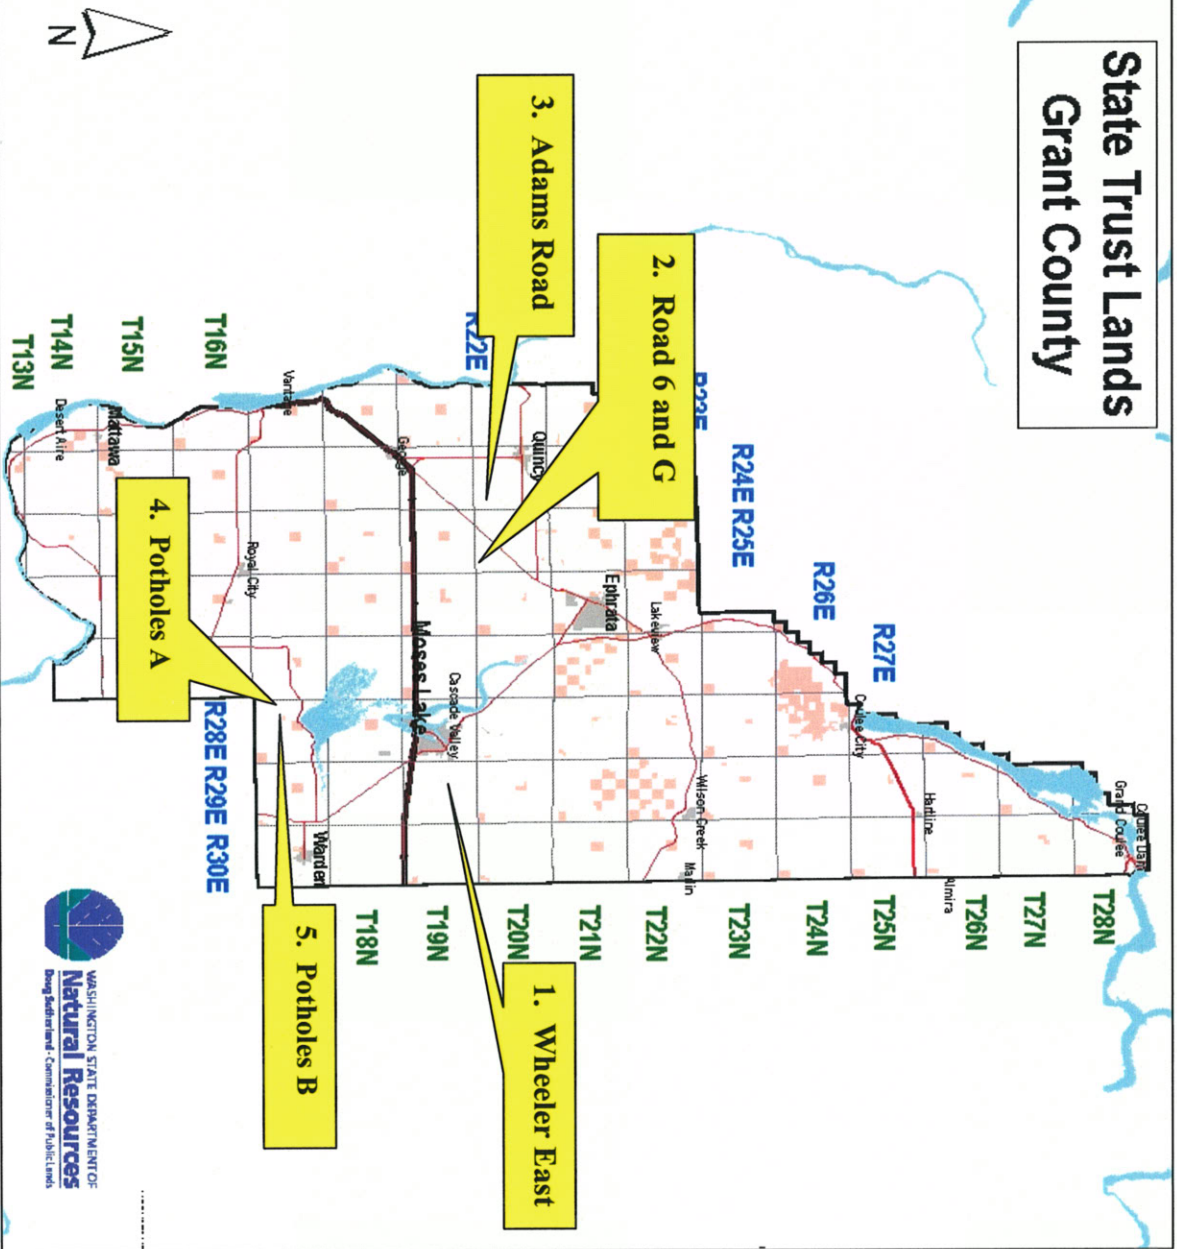 State Trust Lands
Grant County
N
3. Adams Road
2. Road 6 and G
4. Potholes A
1. Wheeler East
5. Potholes B
R22E
R23E
R24E R25E
R26E
R27E
R28E R29E R30E
T28N
T27N
T26N
T25N
T24N
T23N
T22N
T21N
T20N
T19N
T18N
T16N
T15N
T14N
T13N
Grand Coulee
Almira
Hartline
Coulee City
Marlin
Wilson Creek
Lakeview
Ephrata
Quincy
Cascade Valley
Moses Lake
George
Warden
Vantage
Royal City
Mattawa
Desert Aire
WASHINGTON STATE DEPARTMENT OF
Natural Resources
Doug Sutherland - Commissioner of Public Lands